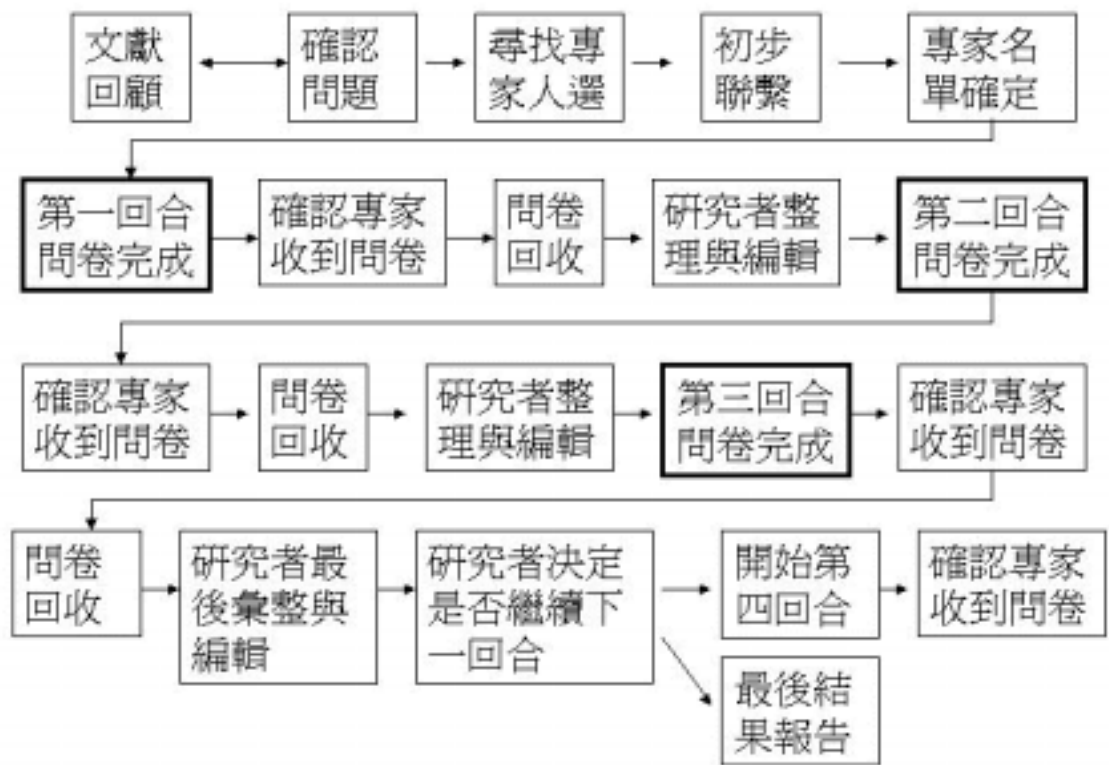 文獻
回顧
確認
問題
尋找專
家人選
初步
聯繫
專家名
單確定
第一回合
問卷完成
確認專家
收到問卷
問卷
回收
研究者整
理與編輯
第二回合
問卷完成
確認專家
收到問卷
問卷
回收
研究者整
理與編輯
第三回合
問卷完成
確認專家
收到問卷
問卷
回收
研究者最
後彙整與
編輯
研究者決定
是否繼續下
一回合
開始第
四回合
確認專家
收到問卷
最後結
果報告